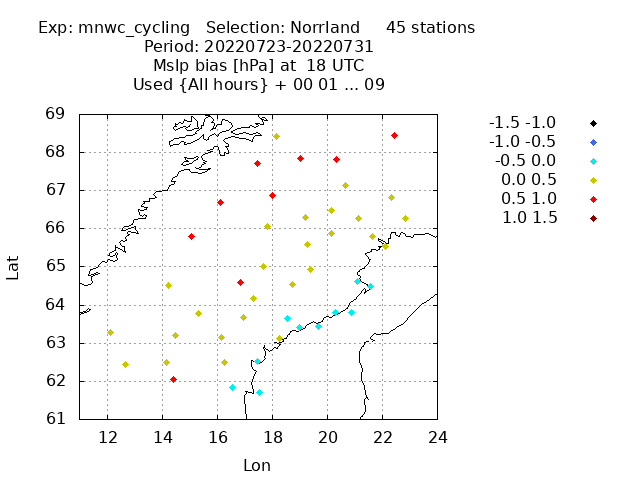 Exp: mnwc_cycling   Selection: Norrland     45 stations
Period: 20220723-20220731
Mslp bias [hPa] at  18 UTC
Used {All hours} + 00 01 ... 09
69
68
67
66
65
64
63
62
61
12 14 16 18 20 22 24
Lat
Lon
-1.5 -1.0
-1.0 -0.5
-0.5 0.0
0.0 0.5
0.5 1.0
1.0 1.5